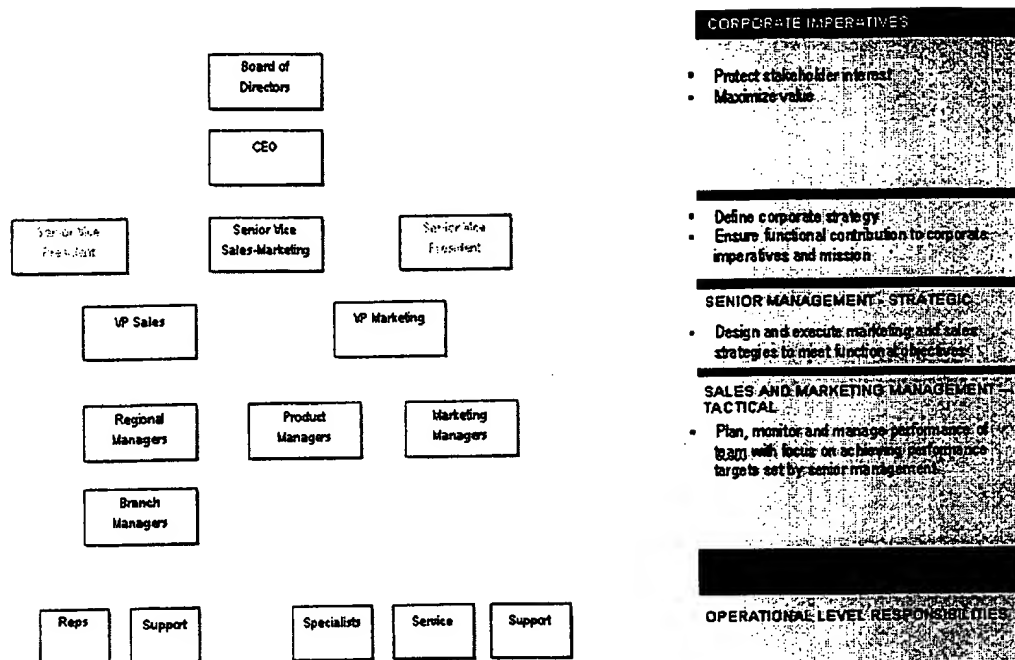 Board of
Directors
CEO
Senior Vice
President
Senior Vice
Sales-Marketing
Senior Vice
President
VP Sales
VP Marketing
Regional
Managers
Product
Managers
Marketing
Managers
Branch
Managers
Reps
Support
Specialists
Service
Support
CORPORATE IMPERATIVES
▪ Protect stakeholder interest
▪ Maximize value
▪ Define corporate strategy
▪ Ensure functional contribution to corporate
imperatives and mission
SENIOR MANAGEMENT - STRATEGIC
▪ Design and execute marketing and sales
strategies to meet functional objectives
SALES AND MARKETING MANAGEMENT -
TACTICAL
▪ Plan, monitor and manage performance of
team with focus on achieving performance
targets set by senior management
OPERATIONAL LEVEL RESPONSIBILITIES